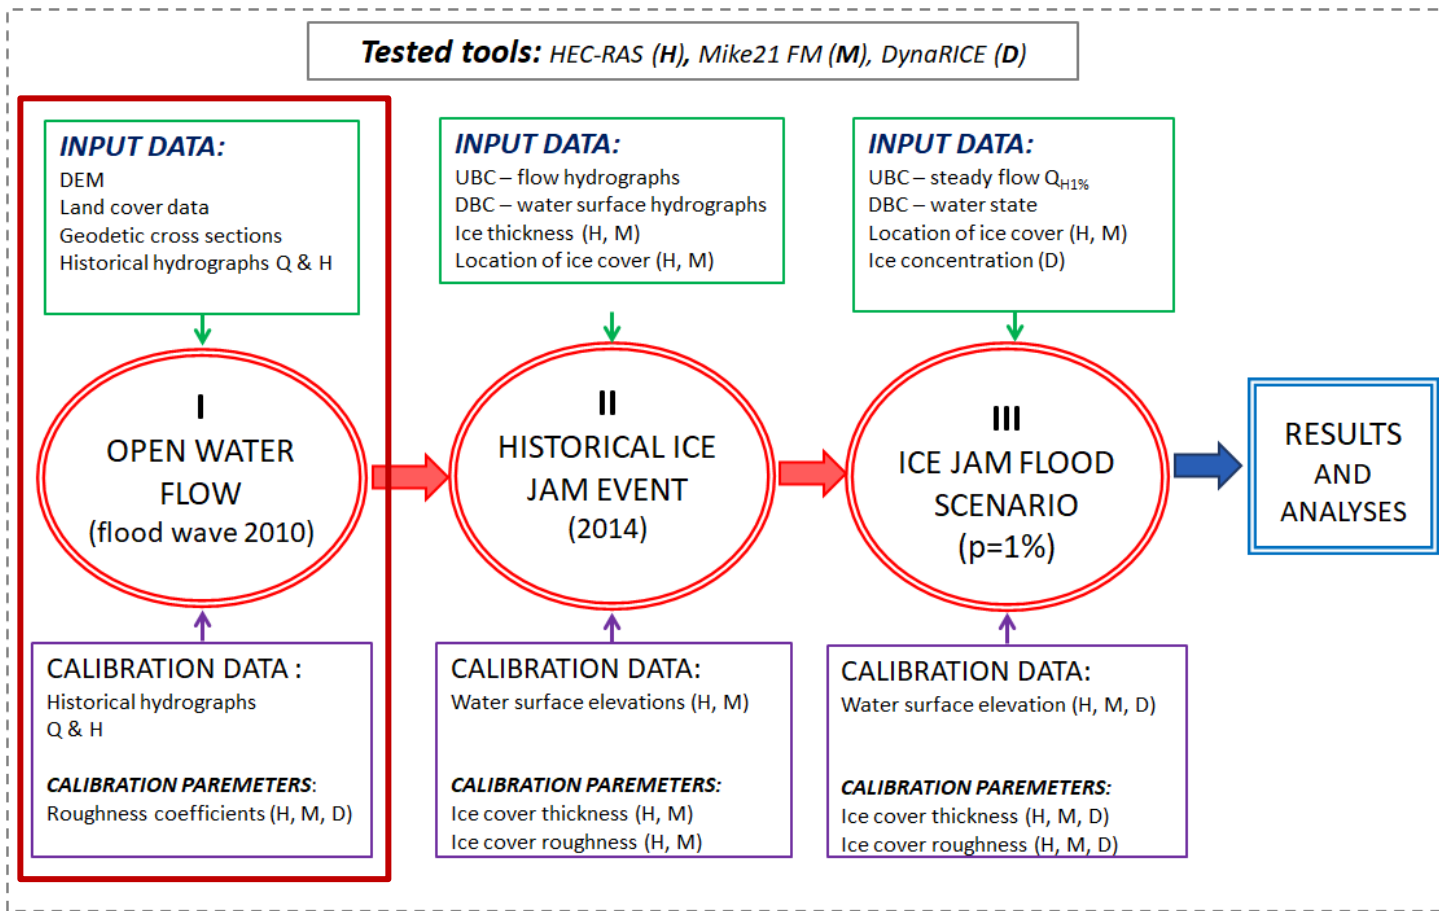 Tested tools: HEC-RAS (H), Mike21 FM (M), DynaRICE (D)
INPUT DATA:
DEM
Land cover data
Geodetic cross sections
Historical hydrographs Q & H
INPUT DATA:
UBC – flow hydrographs
DBC – water surface hydrographs
Ice thickness (H, M)
Location of ice cover (H, M)
INPUT DATA:
UBC – steady flow QH1%
DBC – water state
Location of ice cover (H, M)
Ice concentration (D)
I
OPEN WATER
FLOW
(flood wave 2010)
II
HISTORICAL ICE
JAM EVENT
(2014)
III
ICE JAM FLOOD
SCENARIO
(p=1%)
RESULTS
AND
ANALYSES
CALIBRATION DATA :
Historical hydrographs
Q & H
CALIBRATION PAREMETERS:
Roughness coefficients (H, M, D)
CALIBRATION DATA:
Water surface elevations (H, M)
CALIBRATION PAREMETERS:
Ice cover thickness (H, M)
Ice cover roughness (H, M)
CALIBRATION DATA:
Water surface elevation (H, M, D)
CALIBRATION PAREMETERS:
Ice cover thickness (H, M, D)
Ice cover roughness (H, M, D)